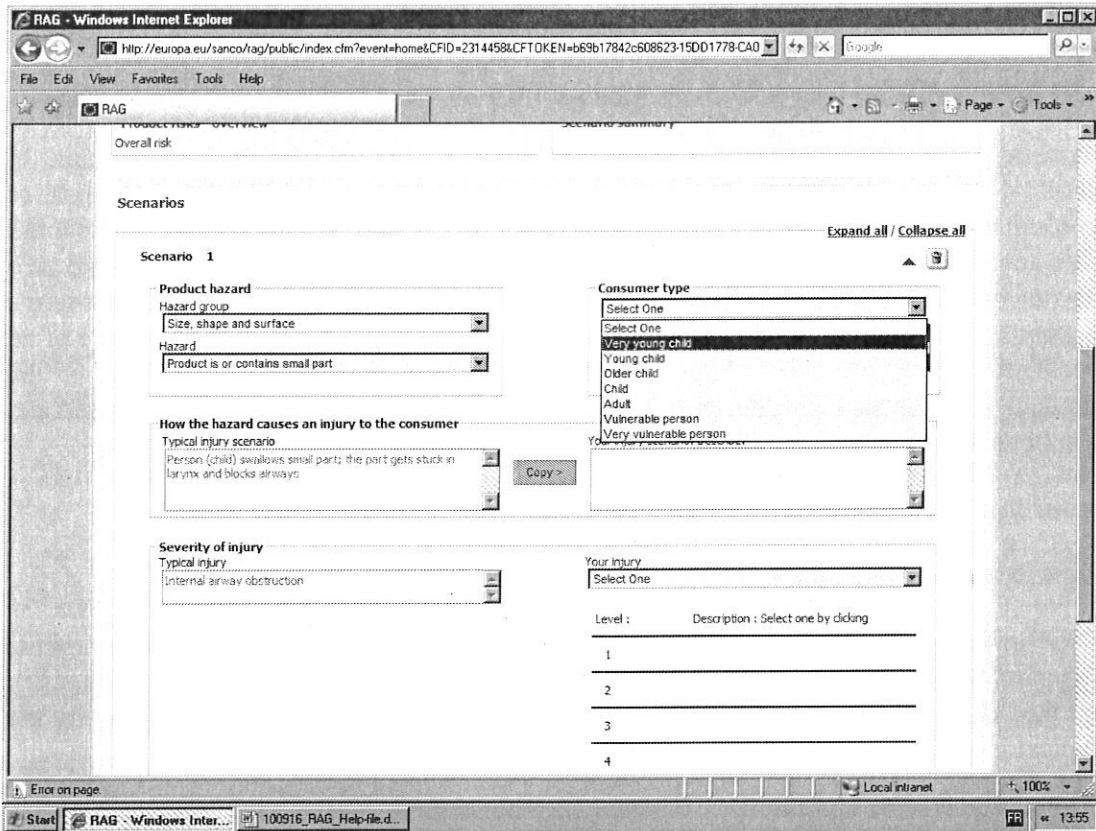 RAG - Windows Internet Explorer
http://europa.eu/sanco/rag/public/index.cfm?event=home&CFID=2314458&CFTOKEN=b69b17842c608623-15DD1778-CA0
Google
File Edit View Favorites Tools Help
RAG
Page Tools
Product risks - overview
Scenario summary
Overall risk
Scenarios
Expand all / Collapse all
Scenario 1
Product hazard
Consumer type
Hazard group
Select One
Size, shape and surface
Select One
Very young child
Hazard
Young child
Product is or contains small part
Older child
Child
Adult
Vulnerable person
Very vulnerable person
How the hazard causes an injury to the consumer
Typical injury scenario
Person (child) swallows small part; the part gets stuck in
larynx and blocks airways
Copy >
Severity of injury
Typical injury
Your injury
Internal airway obstruction
Select One
Level : Description : Select one by clicking
1
2
3
4
Error on page.
Local intranet
100%
Start
RAG - Windows Inter...
100916_RAG_Help-file.d...
FR
« 13:55